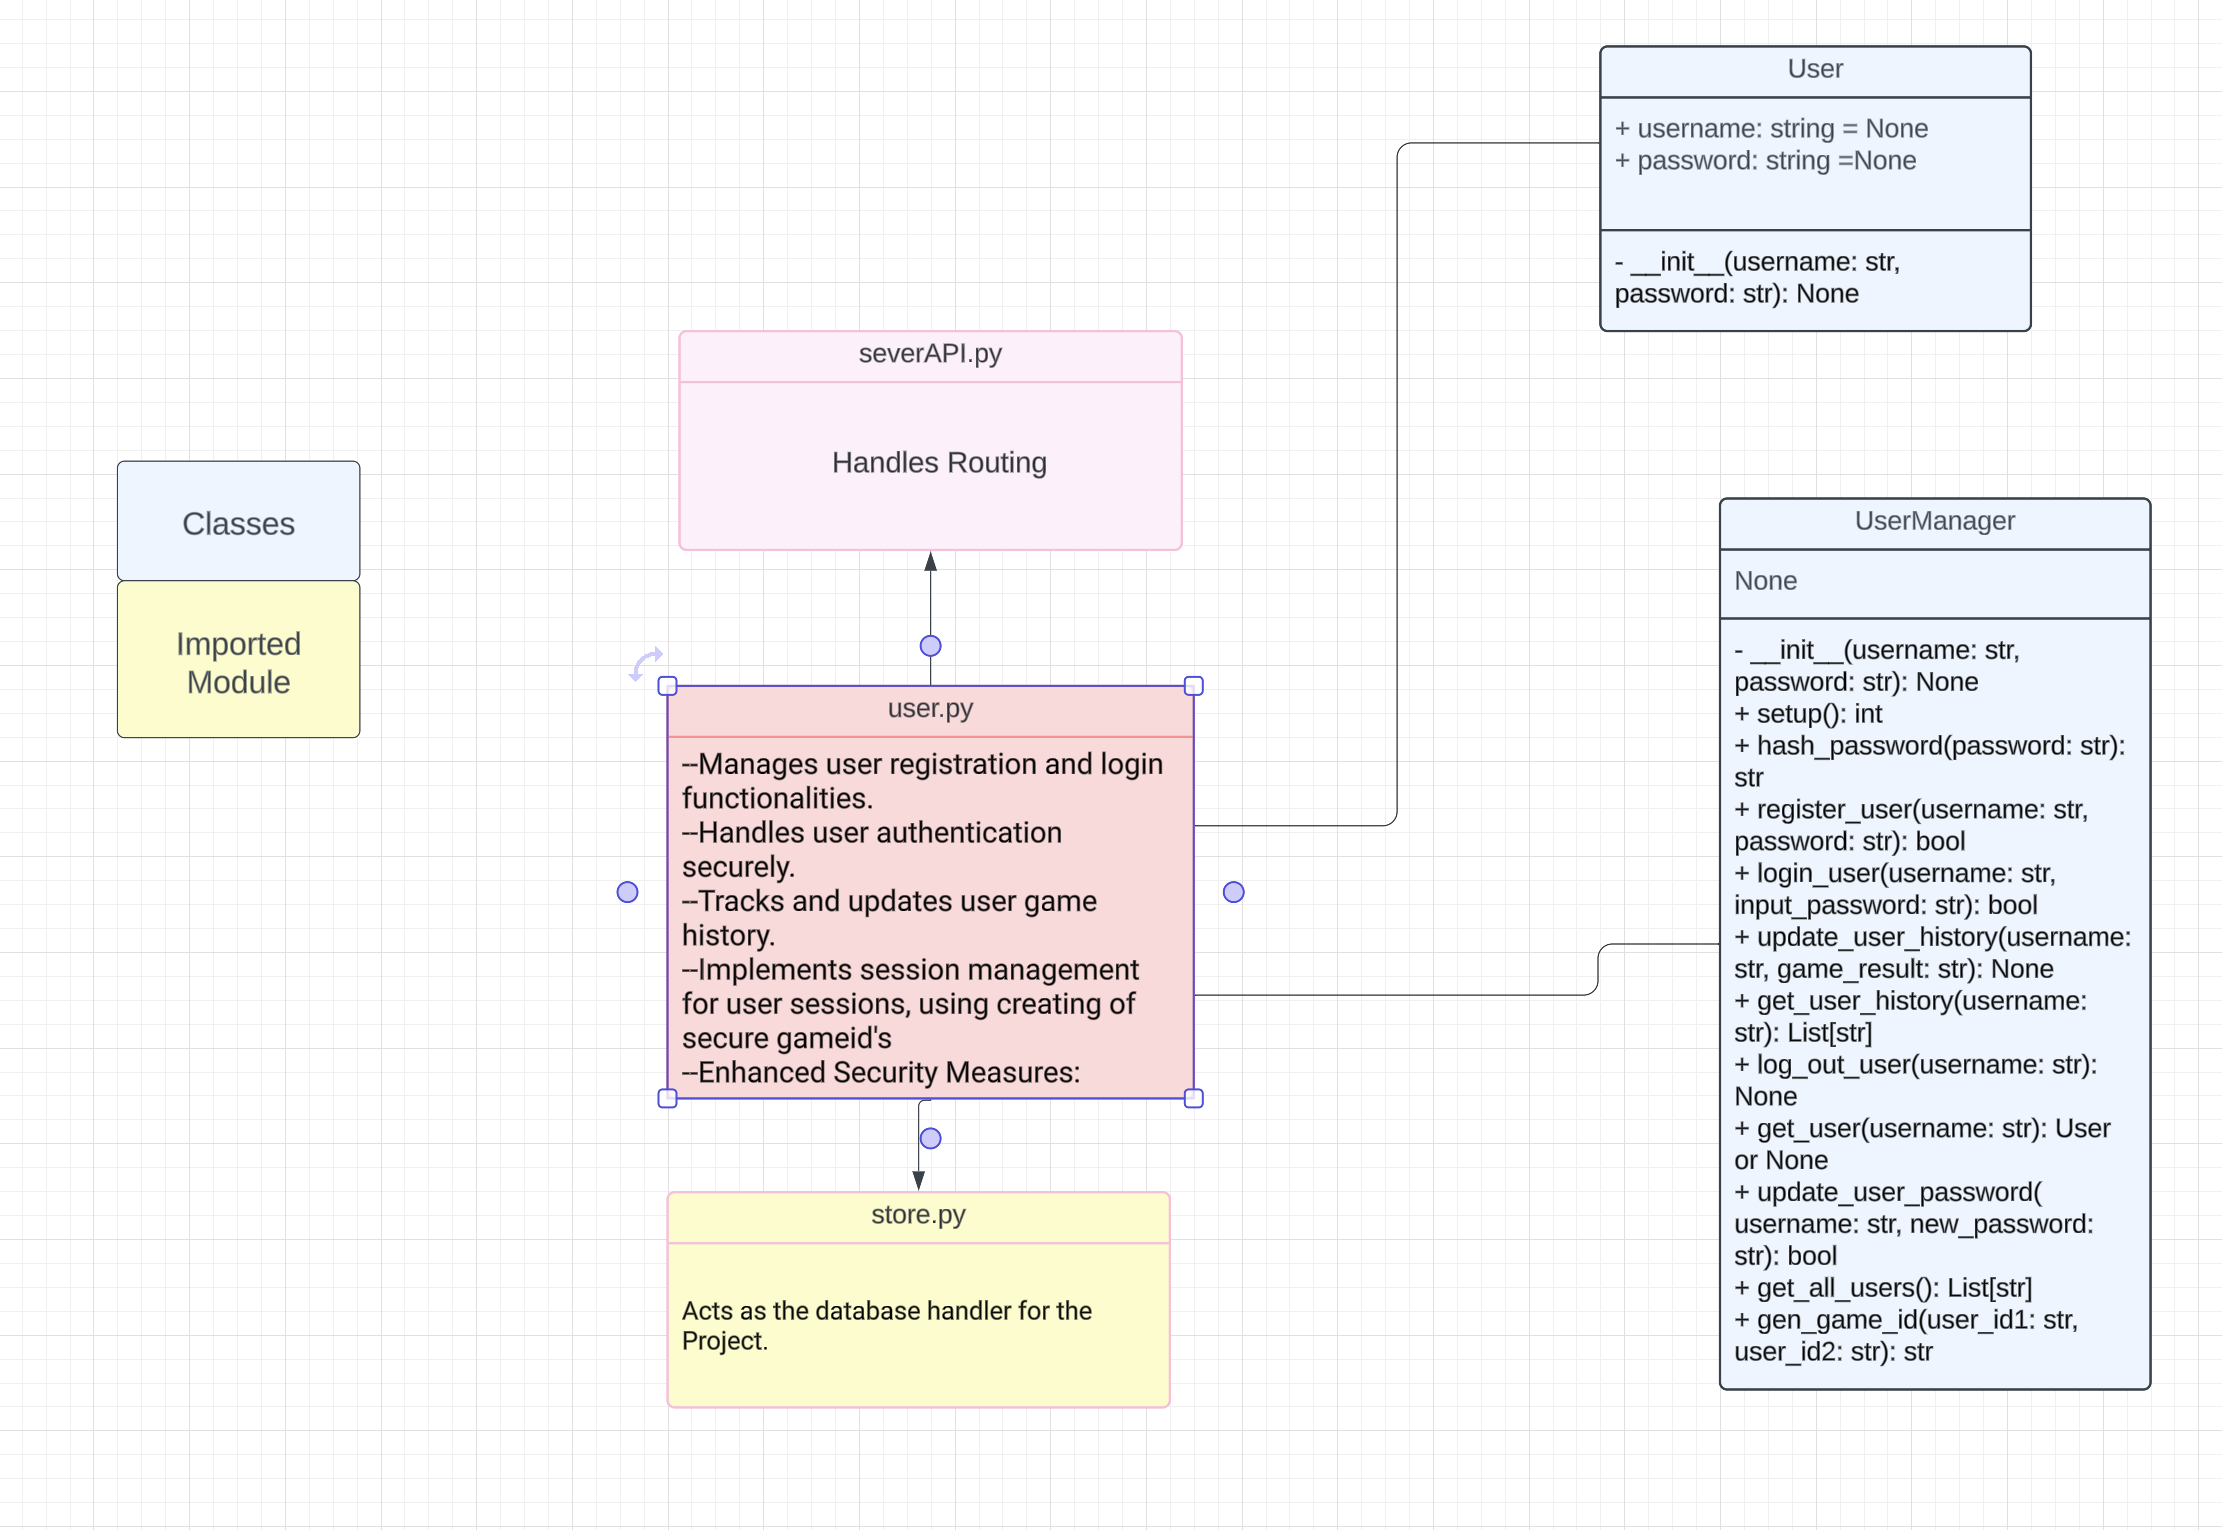 User
+ username: string = None
+ password: string =None
- __init__(username: str,
password: str): None
severAPI.py
Handles Routing
Classes
Imported
Module
user.py
--Manages user registration and login
functionalities.
--Handles user authentication
securely.
--Tracks and updates user game
history.
--Implements session management
for user sessions, using creating of
secure gameid's
--Enhanced Security Measures:
store.py
Acts as the database handler for the
Project.
UserManager
None
- __init__(username: str,
password: str): None
+ setup(): int
+ hash_password(password: str):
str
+ register_user(username: str,
password: str): bool
+ login_user(username: str,
input_password: str): bool
+ update_user_history(username:
str, game_result: str): None
+ get_user_history(username:
str): List[str]
+ log_out_user(username: str):
None
+ get_user(username: str): User
or None
+ update_user_password(
username: str, new_password:
str): bool
+ get_all_users(): List[str]
+ gen_game_id(user_id1: str,
user_id2: str): str